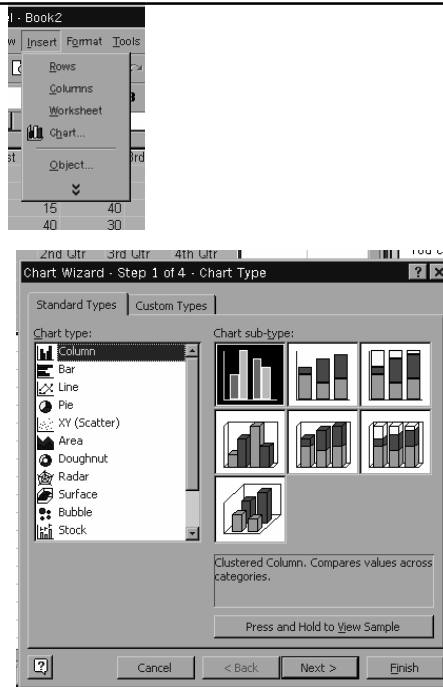 el - Book2
w Insert Format Tools
Rows
Columns
Worksheet
Chart...
st 3rd
Object...
15 40
40 30
2nd Qtr 3rd Qtr 4th Qtr
You c
Chart Wizard - Step 1 of 4 - Chart Type
Standard Types Custom Types
Chart type: Chart sub-type:
Column
Bar
Line
Pie
XY (Scatter)
Area
Doughnut
Radar
Surface
Bubble
Stock
Clustered Column. Compares values across
categories.
Press and Hold to View Sample
Cancel < Back Next > Finish